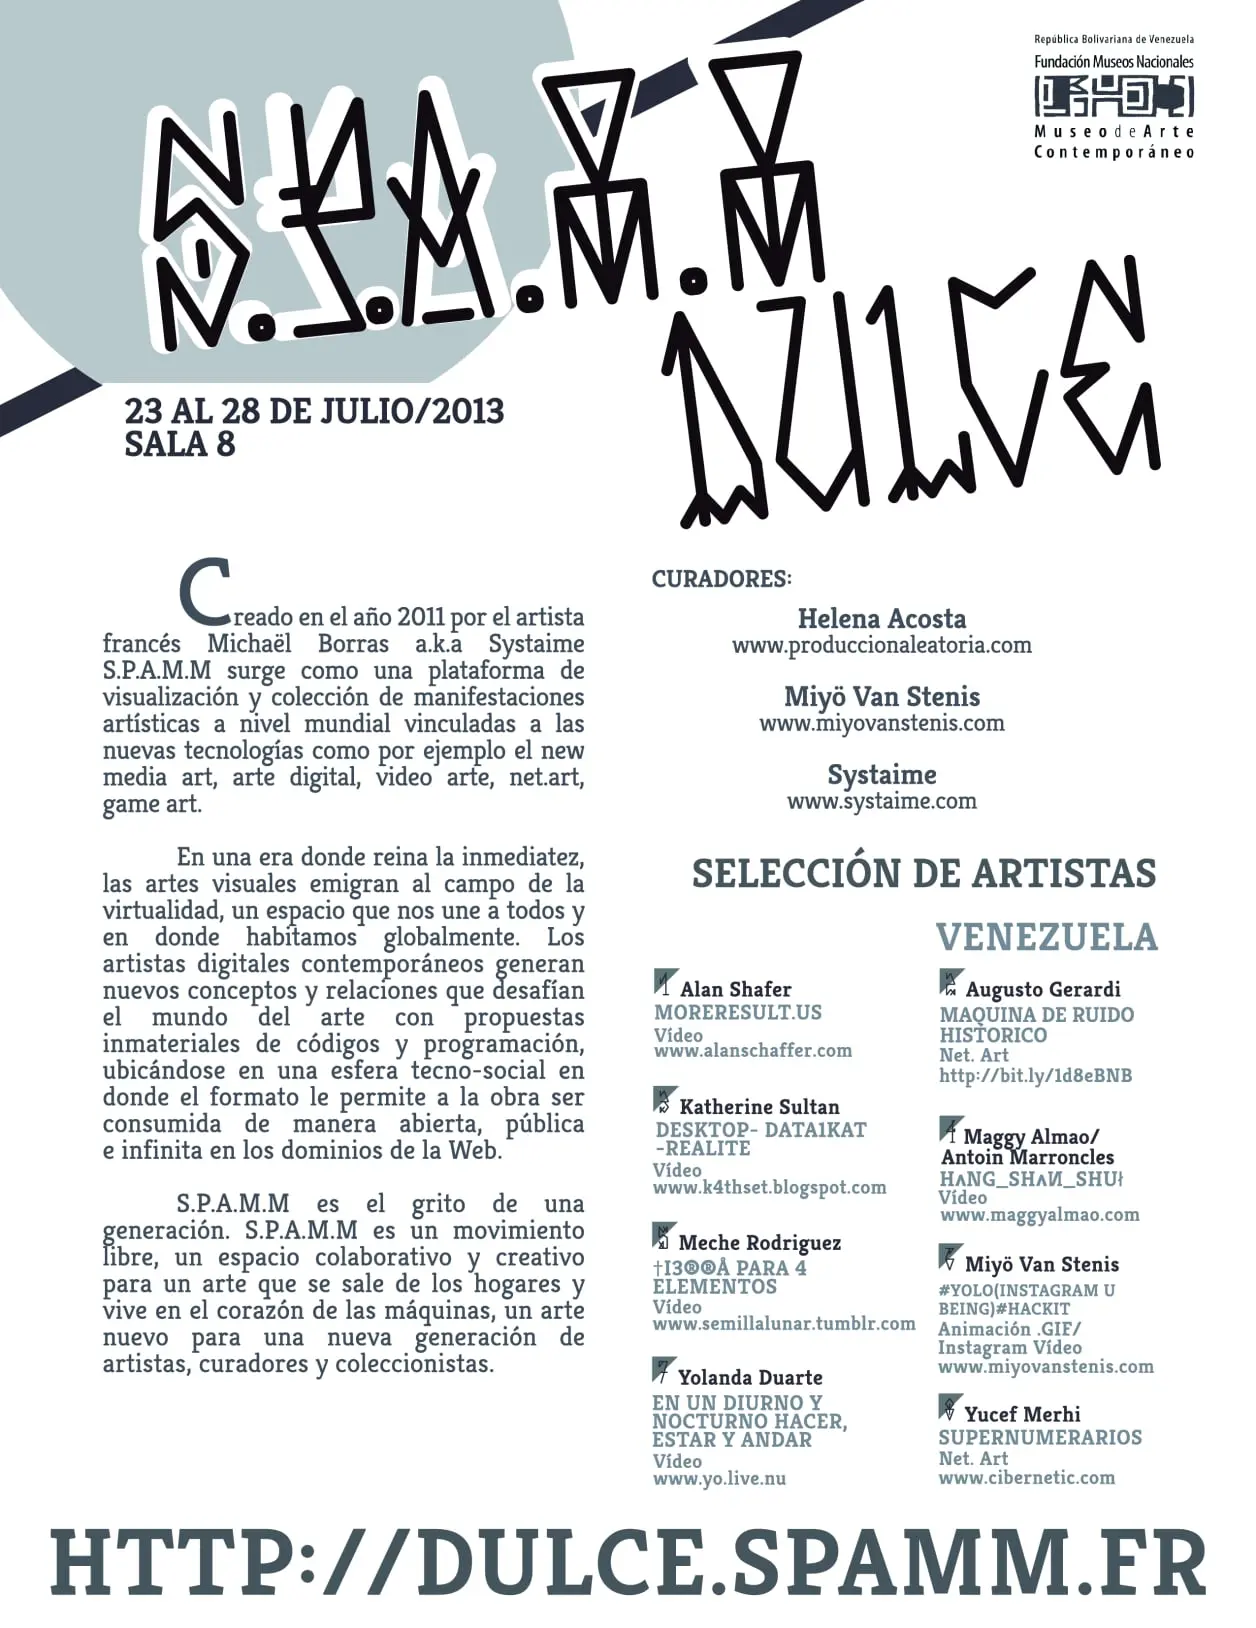 República Bolivariana de Venezuela
Fundación Museos Nacionales
Museo de Arte
Contemporáneo
S.P.A.M.M
DULCE
23 AL 28 DE JULIO/2013
SALA 8
Creado en el año 2011 por el artista
francés Michaël Borras a.k.a Systaime
S.P.A.M.M surge como una plataforma de
visualización y colección de manifestaciones
artísticas a nivel mundial vinculadas a las
nuevas tecnologías como por ejemplo el new
media art, arte digital, video arte, net.art,
game art.
En una era donde reina la inmediatez,
las artes visuales emigran al campo de la
virtualidad, un espacio que nos une a todos y
en donde habitamos globalmente. Los
artistas digitales contemporáneos generan
nuevos conceptos y relaciones que desafían
el mundo del arte con propuestas
inmateriales de códigos y programación,
ubicándose en una esfera tecno-social en
donde el formato le permite a la obra ser
consumida de manera abierta, pública
e infinita en los dominios de la Web.
S.P.A.M.M es el grito de una
generación. S.P.A.M.M es un movimiento
libre, un espacio colaborativo y creativo
para un arte que se sale de los hogares y
vive en el corazón de las máquinas, un arte
nuevo para una nueva generación de
artistas, curadores y coleccionistas.
CURADORES:
Helena Acosta
www.produccionaleatoria.com
Miyö Van Stenis
www.miyovanstenis.com
Systaime
www.systaime.com
SELECCIÓN DE ARTISTAS
VENEZUELA
1 Alan Shafer
MORERESULT.US
Vídeo
www.alanschaffer.com
Katherine Sultan
DESKTOP- DATA1KAT
-REALITE
Vídeo
www.k4thset.blogspot.com
Meche Rodriguez
†I3®®Å PARA 4
ELEMENTOS
Vídeo
www.semillalunar.tumblr.com
7 Yolanda Duarte
EN UN DIURNO Y
NOCTURNO HACER,
ESTAR Y ANDAR
Vídeo
www.yo.live.nu
Augusto Gerardi
MAQUINA DE RUIDO
HISTÒRICO
Net. Art
http://bit.ly/1d8eBNB
4 Maggy Almao/
Antoin Marroncles
HʌNG_SHʌИ_SHUł
Vídeo
www.maggyalmao.com
Miyö Van Stenis
#YOLO(INSTAGRAM U
BEING)#HACKIT
Animación .GIF/
Instagram Vídeo
www.miyovanstenis.com
Yucef Merhi
SUPERNUMERARIOS
Net. Art
www.cibernetic.com
HTTP://DULCE.SPAMM.FR